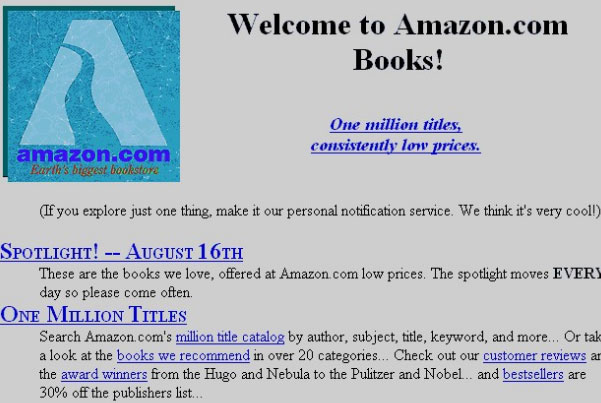 amazon.com
Earth's biggest bookstore
Welcome to Amazon.com
Books!
One million titles,
consistently low prices.
(If you explore just one thing, make it our personal notification service. We think it's very cool!)
SPOTLIGHT! -- AUGUST 16TH
These are the books we love, offered at Amazon.com low prices. The spotlight moves EVERY
day so please come often.
ONE MILLION TITLES
Search Amazon.com's million title catalog by author, subject, title, keyword, and more... Or tak
a look at the books we recommend in over 20 categories... Check out our customer reviews an
the award winners from the Hugo and Nebula to the Pulitzer and Nobel... and bestsellers are
30% off the publishers list...